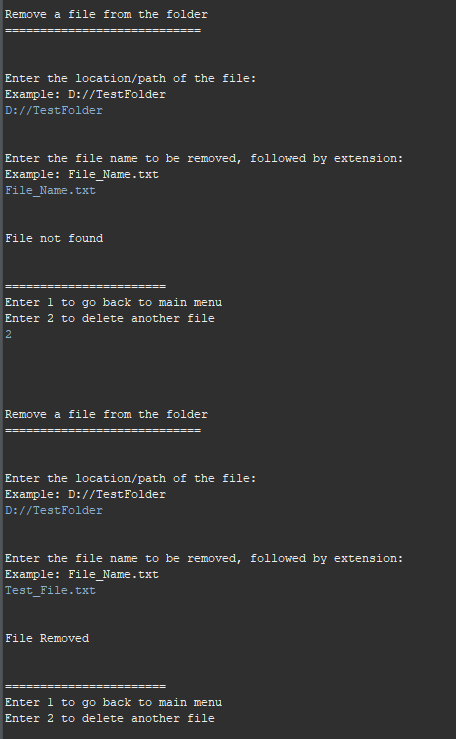 Remove a file from the folder
============================
Enter the location/path of the file:
Example: D://TestFolder
D://TestFolder
Enter the file name to be removed, followed by extension:
Example: File_Name.txt
File_Name.txt
File not found
=======================
Enter 1 to go back to main menu
Enter 2 to delete another file
2
Remove a file from the folder
============================
Enter the location/path of the file:
Example: D://TestFolder
D://TestFolder
Enter the file name to be removed, followed by extension:
Example: File_Name.txt
Test_File.txt
File Removed
=======================
Enter 1 to go back to main menu
Enter 2 to delete another file